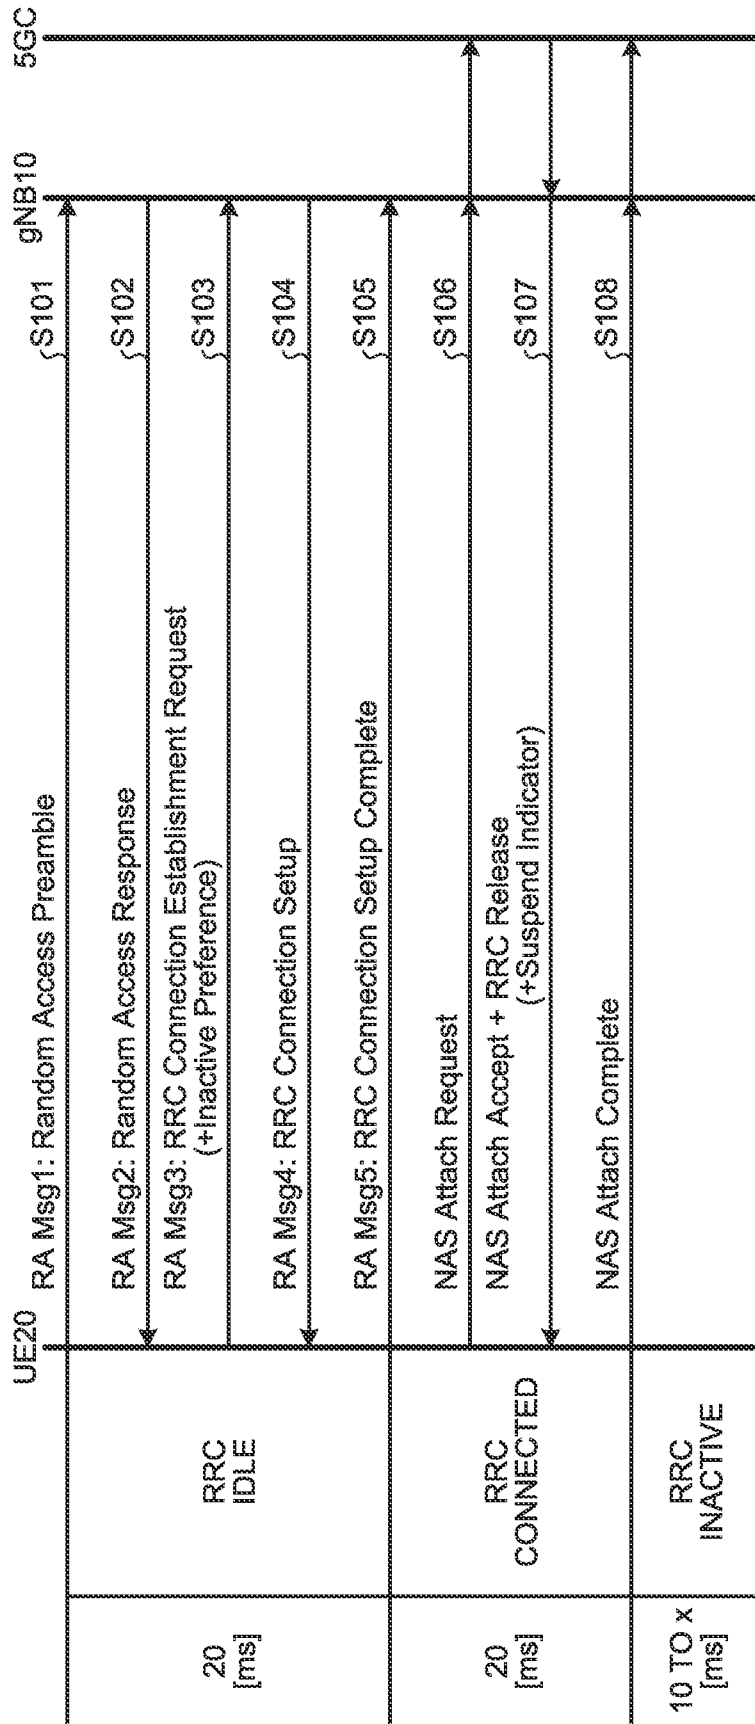 UE20
gNB10
5GC
20
[ms]
RRC
IDLE
RA Msg1: Random Access Preamble
S101
RA Msg2: Random Access Response
S102
RA Msg3: RRC Connection Establishment Request
(+Inactive Preference)
S103
RA Msg4: RRC Connection Setup
S104
RA Msg5: RRC Connection Setup Complete
S105
20
[ms]
RRC
CONNECTED
NAS Attach Request
S106
NAS Attach Accept + RRC Release
(+Suspend Indicator)
S107
NAS Attach Complete
S108
10 TO x
[ms]
RRC
INACTIVE